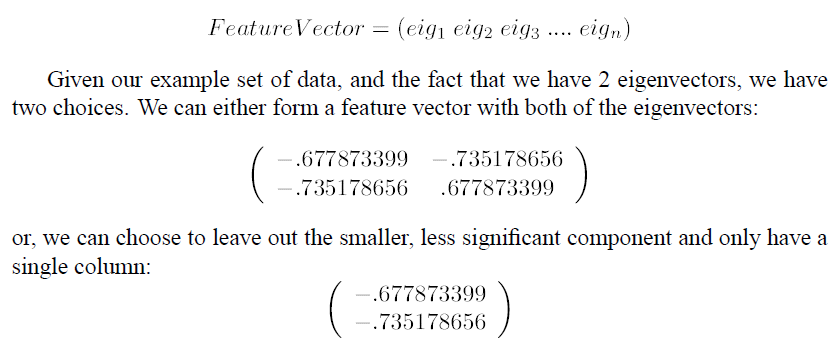 FeatureVector = (eig₁ eig₂ eig₃ .... eigₙ)
Given our example set of data, and the fact that we have 2 eigenvectors, we have
two choices. We can either form a feature vector with both of the eigenvectors:
( −.677873399 −.735178656
−.735178656 .677873399 )
or, we can choose to leave out the smaller, less significant component and only have a
single column:
( −.677873399
−.735178656 )